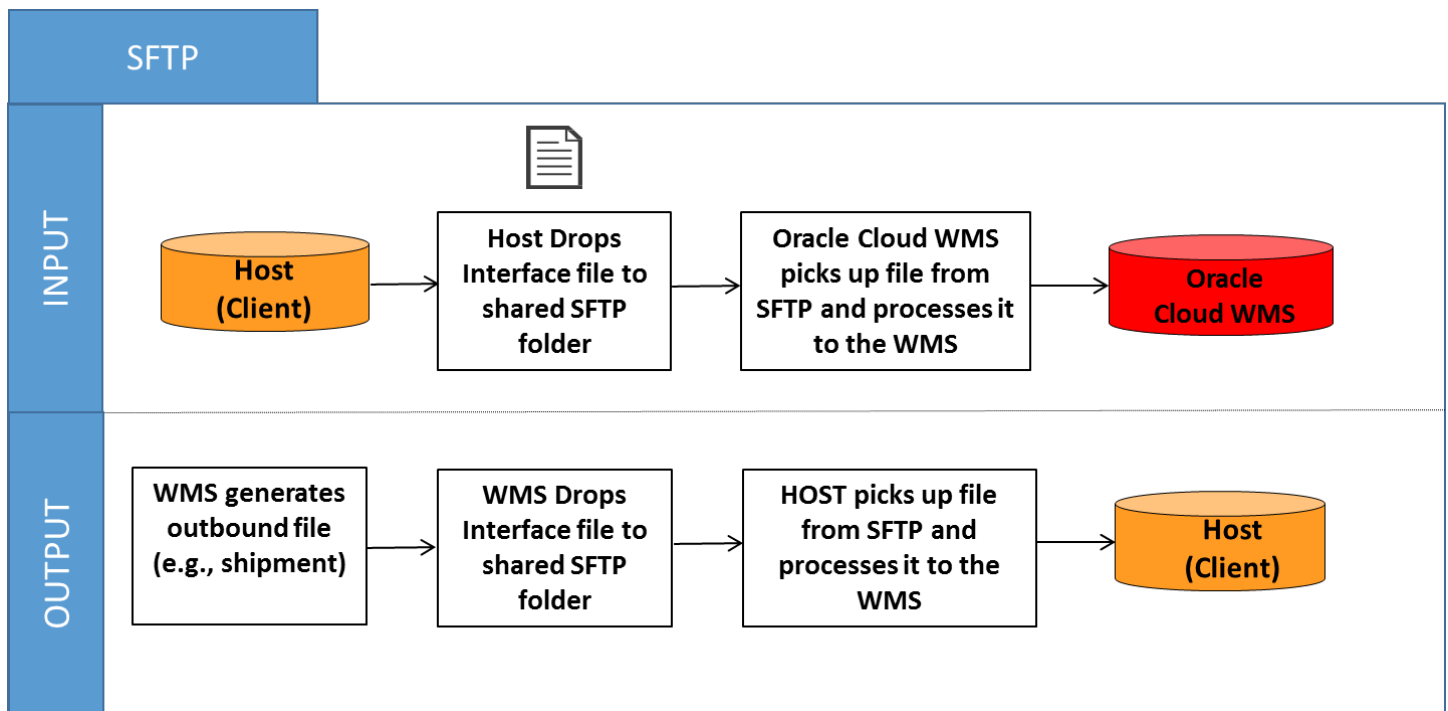 SFTP
INPUT
Host
(Client)
Host Drops
Interface file to
shared SFTP
folder
Oracle Cloud WMS
picks up file from
SFTP and processes it
to the WMS
Oracle
Cloud WMS
OUTPUT
WMS generates
outbound file
(e.g., shipment)
WMS Drops
Interface file to
shared SFTP
folder
HOST picks up file
from SFTP and
processes it to the
WMS
Host
(Client)